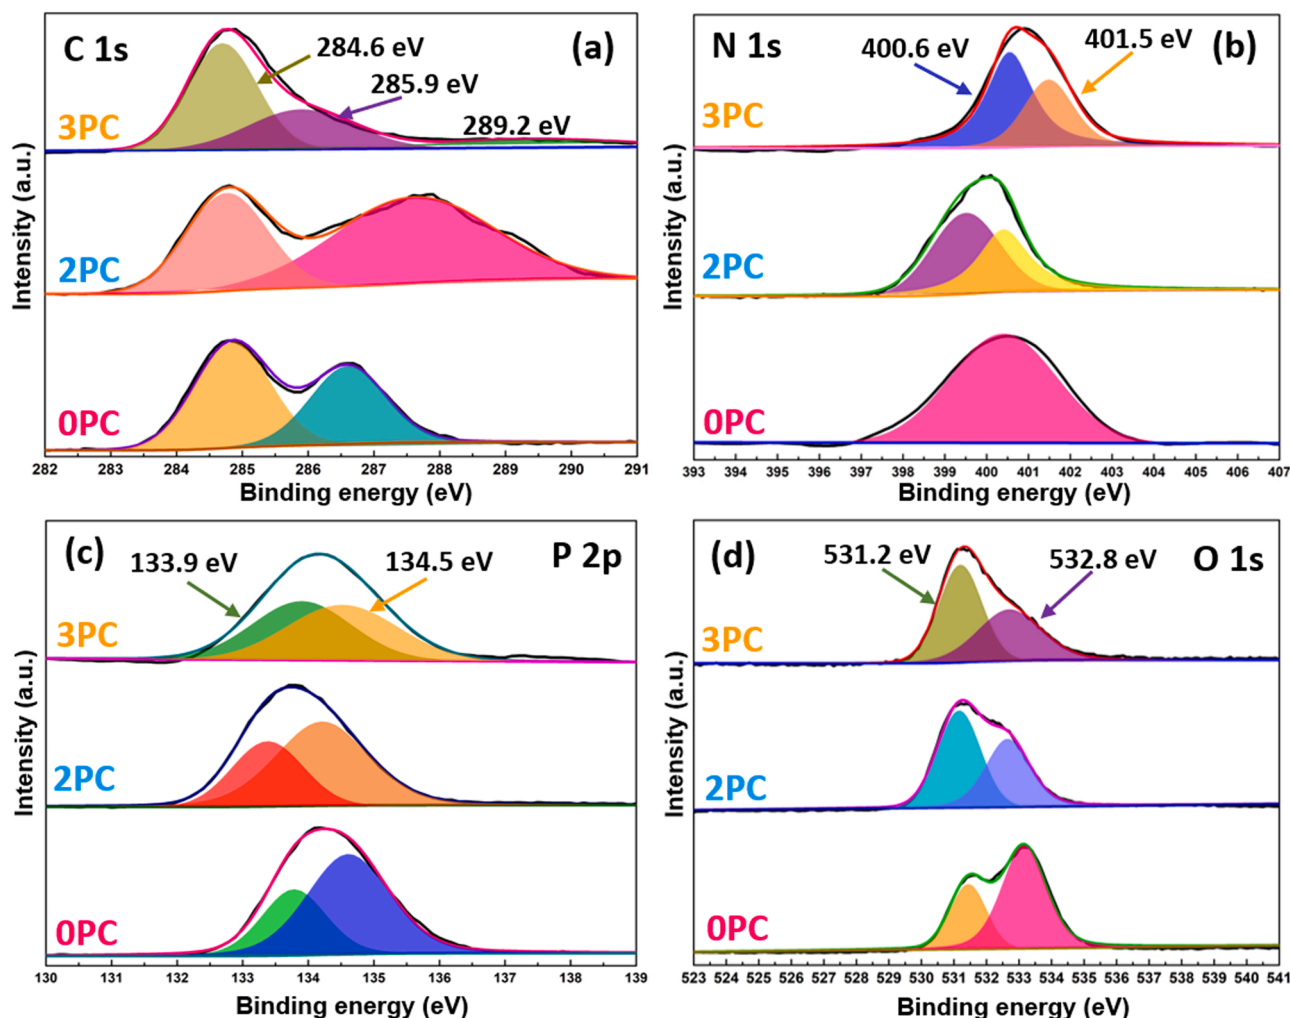 C 1s
(a)
284.6 eV
285.9 eV
289.2 eV
3PC
2PC
0PC
Intensity (a.u.)
282 283 284 285 286 287 288 289 290 291
Binding energy (eV)
N 1s
(b)
400.6 eV
401.5 eV
3PC
2PC
0PC
Intensity (a.u.)
393 394 395 396 397 398 399 400 401 402 403 404 405 406 407
Binding energy (eV)
(c)
P 2p
133.9 eV
134.5 eV
3PC
2PC
0PC
Intensity (a.u.)
130 131 132 133 134 135 136 137 138 139
Binding energy (eV)
(d)
O 1s
531.2 eV
532.8 eV
3PC
2PC
0PC
Intensity (a.u.)
523 524 525 526 527 528 529 530 531 532 533 534 535 536 537 538 539 540 541
Binding energy (eV)